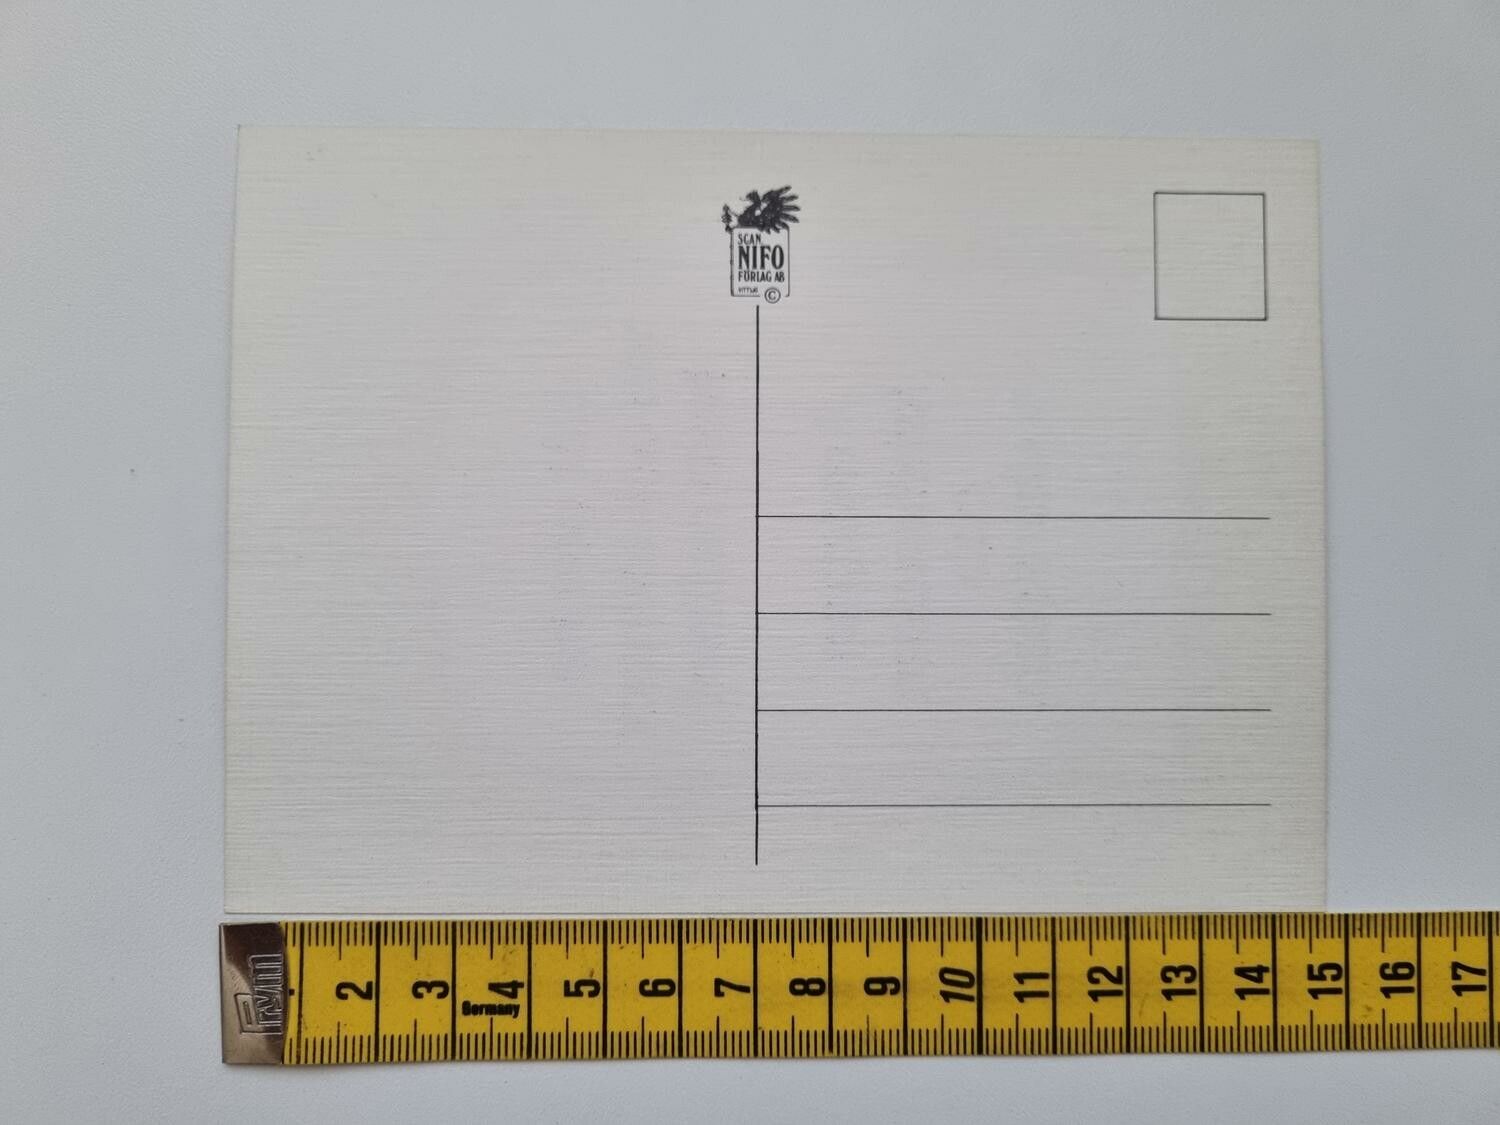 SCAN
NIFO
FÖRLAG AB
©
Prym
2 3 4 5 6 7 8 9 10 11 12 13 14 15 16 17
Germany